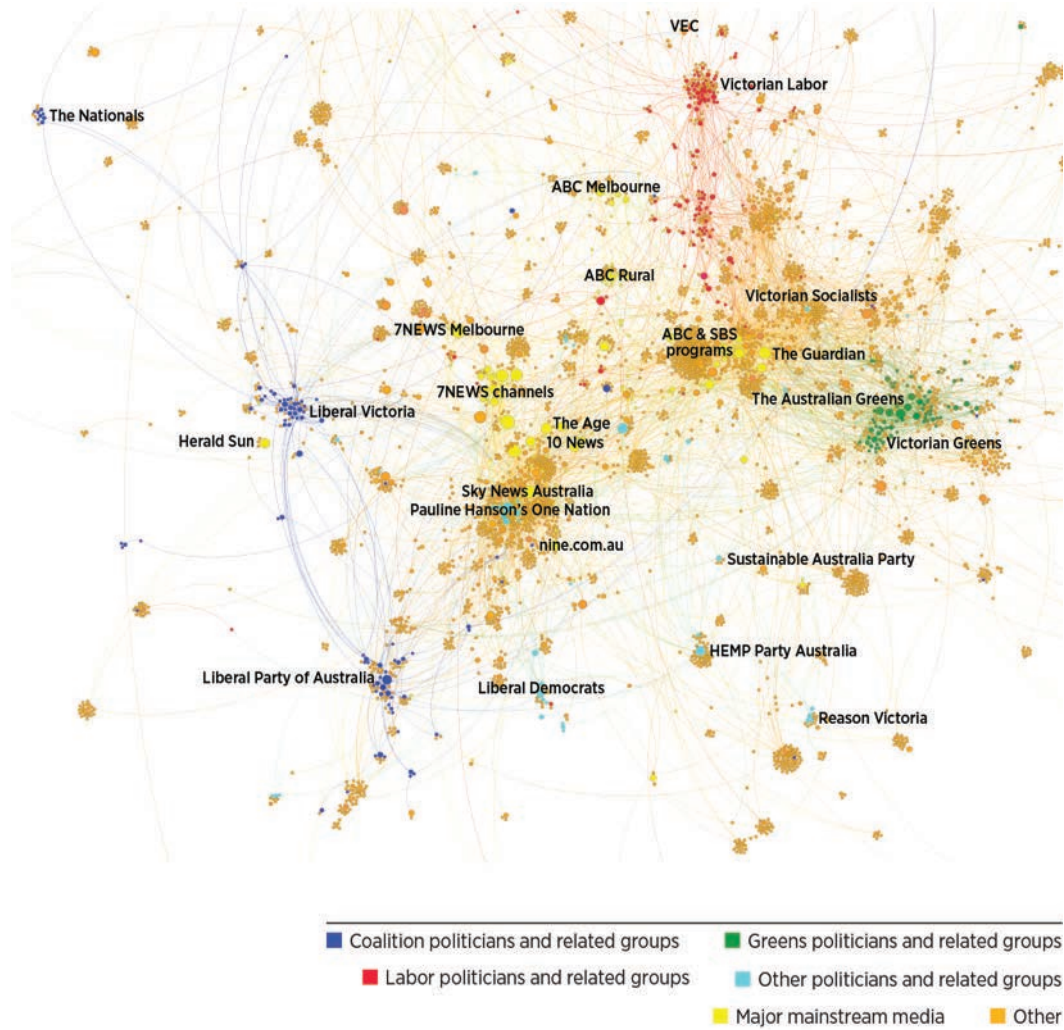 VEC
Victorian Labor
The Nationals
ABC Melbourne
ABC Rural
Victorian Socialists
7NEWS Melbourne
ABC & SBS
programs
The Guardian
7NEWS channels
The Australian Greens
Liberal Victoria
The Age
Herald Sun
10 News
Victorian Greens
Sky News Australia
Pauline Hanson's One Nation
nine.com.au
Sustainable Australia Party
HEMP Party Australia
Liberal Party of Australia
Liberal Democrats
Reason Victoria
Coalition politicians and related groups
Greens politicians and related groups
Labor politicians and related groups
Other politicians and related groups
Major mainstream media
Other